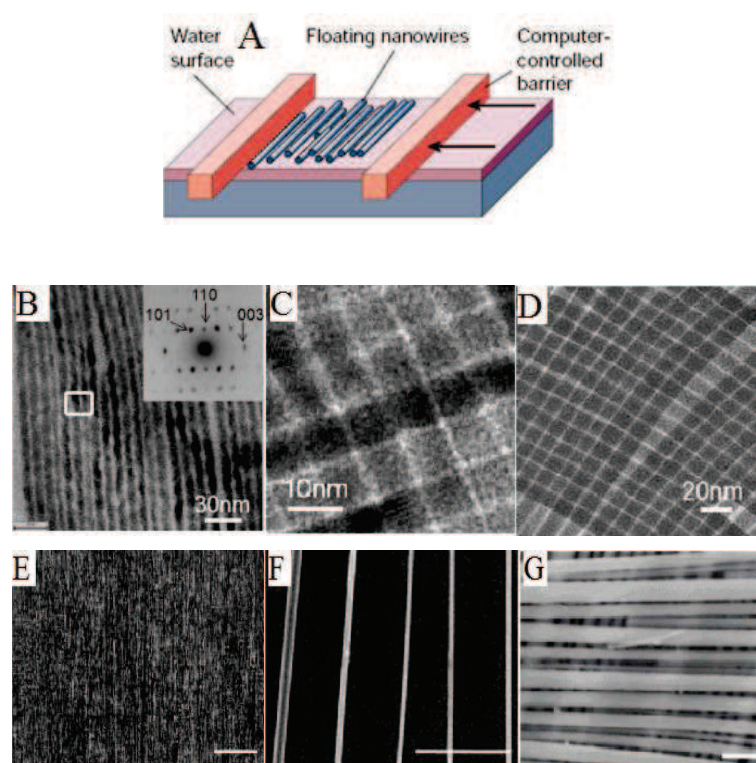 A
Water
surface
Floating nanowires
Computer-
controlled
barrier
B
110
101
003
30nm
C
10nm
D
20nm
E
F
G